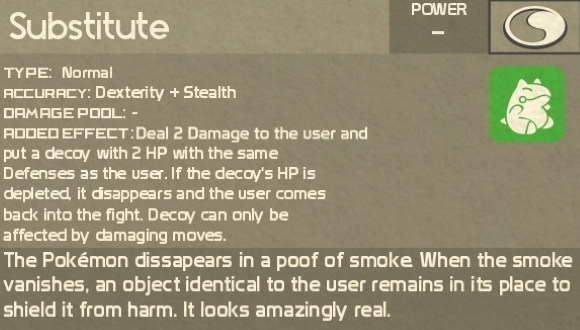 Substitute
POWER
–
TYPE: Normal
ACCURACY: Dexterity + Stealth
DAMAGE POOL: -
ADDED EFFECT: Deal 2 Damage to the user and
put a decoy with 2 HP with the same
Defenses as the user. If the decoy's HP is
depleted, it disappears and the user comes
back into the fight. Decoy can only be
affected by damaging moves.
The Pokémon dissapears in a poof of smoke. When the smoke
vanishes, an object identical to the user remains in its place to
shield it from harm. It looks amazingly real.